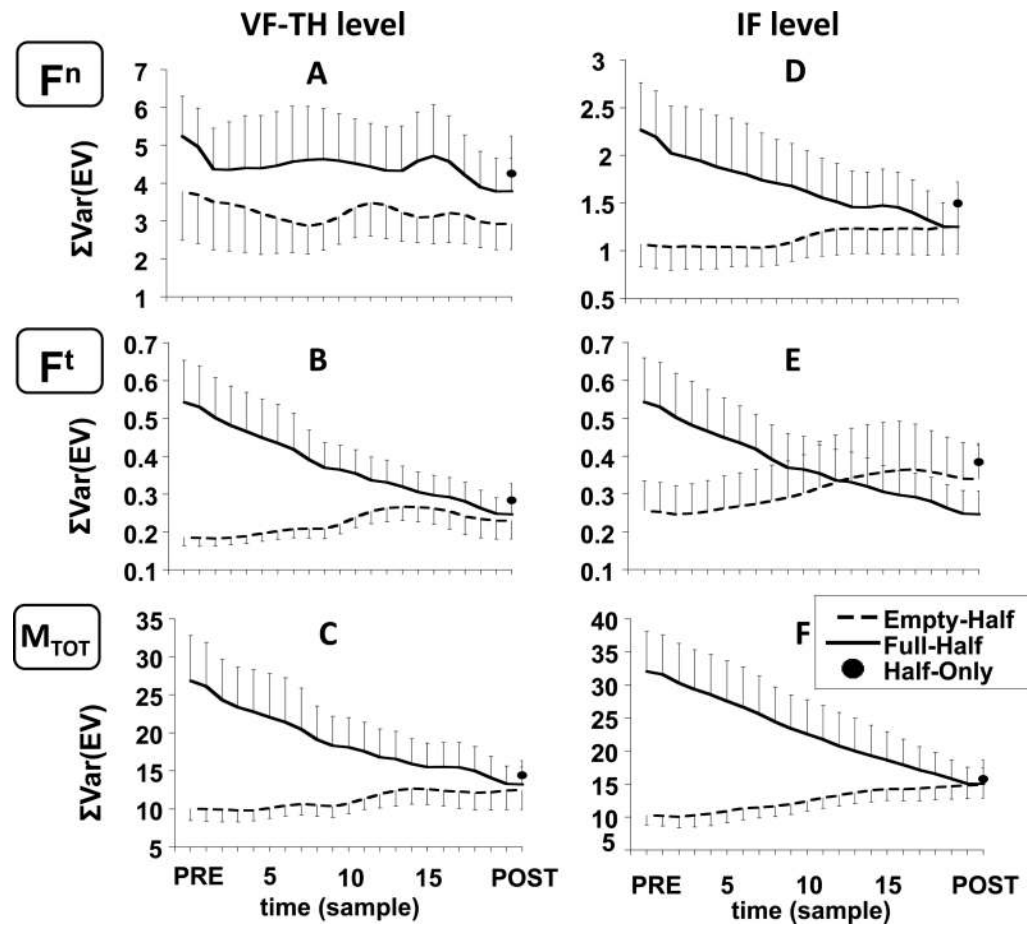 VF-TH level
IF level
Fⁿ
ΣVar(EV)
A
7
6
5
4
3
2
1
D
3
2.5
2
1.5
1
0.5
Fᵗ
ΣVar(EV)
B
0.7
0.6
0.5
0.4
0.3
0.2
0.1
E
0.7
0.6
0.5
0.4
0.3
0.2
0.1
M_TOT
ΣVar(EV)
C
35
30
25
20
15
10
5
PRE 5 10 15 POST
time (sample)
F
40
35
30
25
20
15
10
5
PRE 5 10 15 POST
time (sample)
Empty-Half
Full-Half
Half-Only